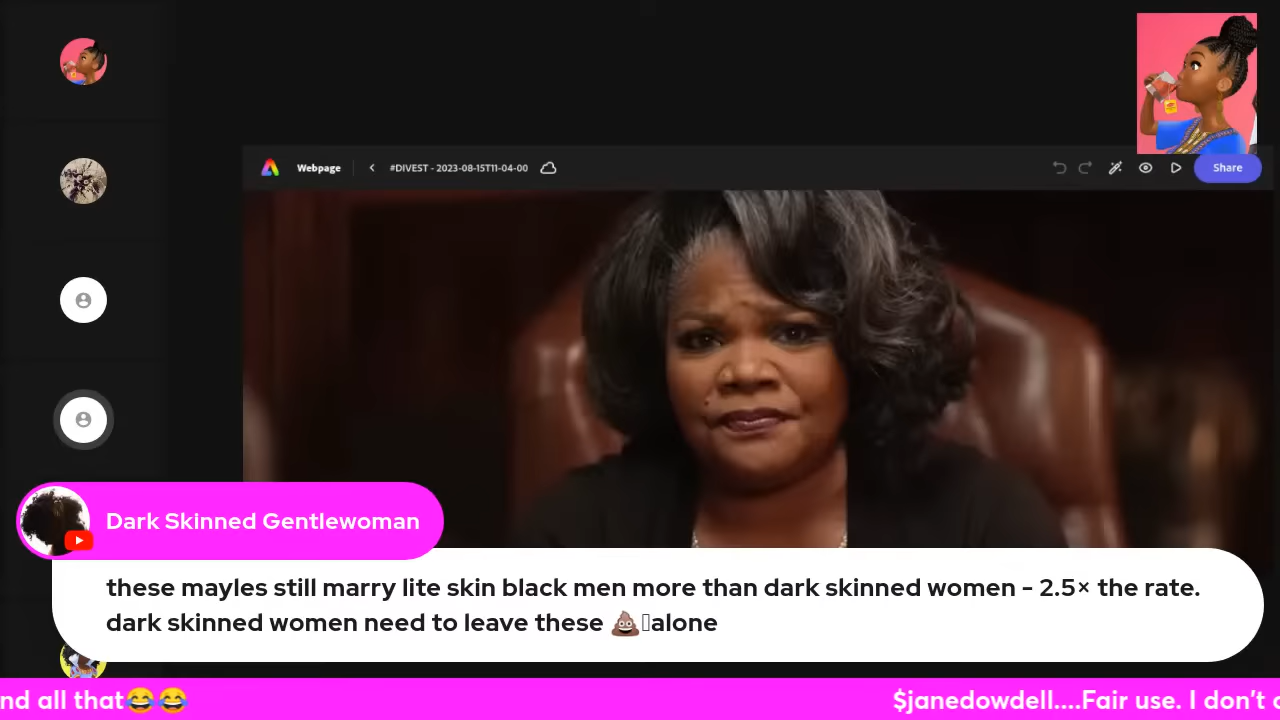 Webpage
#DIVEST - 2023-08-15T11-04-00
Share
Dark Skinned Gentlewoman
these mayles still marry lite skin black men more than dark skinned women - 2.5× the rate.
dark skinned women need to leave these 💩alone
nd all that😂😂 $janedowdell....Fair use. I don't